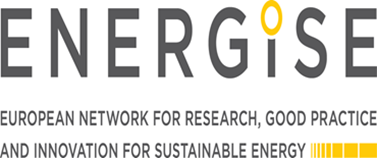 ENERGiSE
EUROPEAN NETWORK FOR RESEARCH, GOOD PRACTICE
AND INNOVATION FOR SUSTAINABLE ENERGY